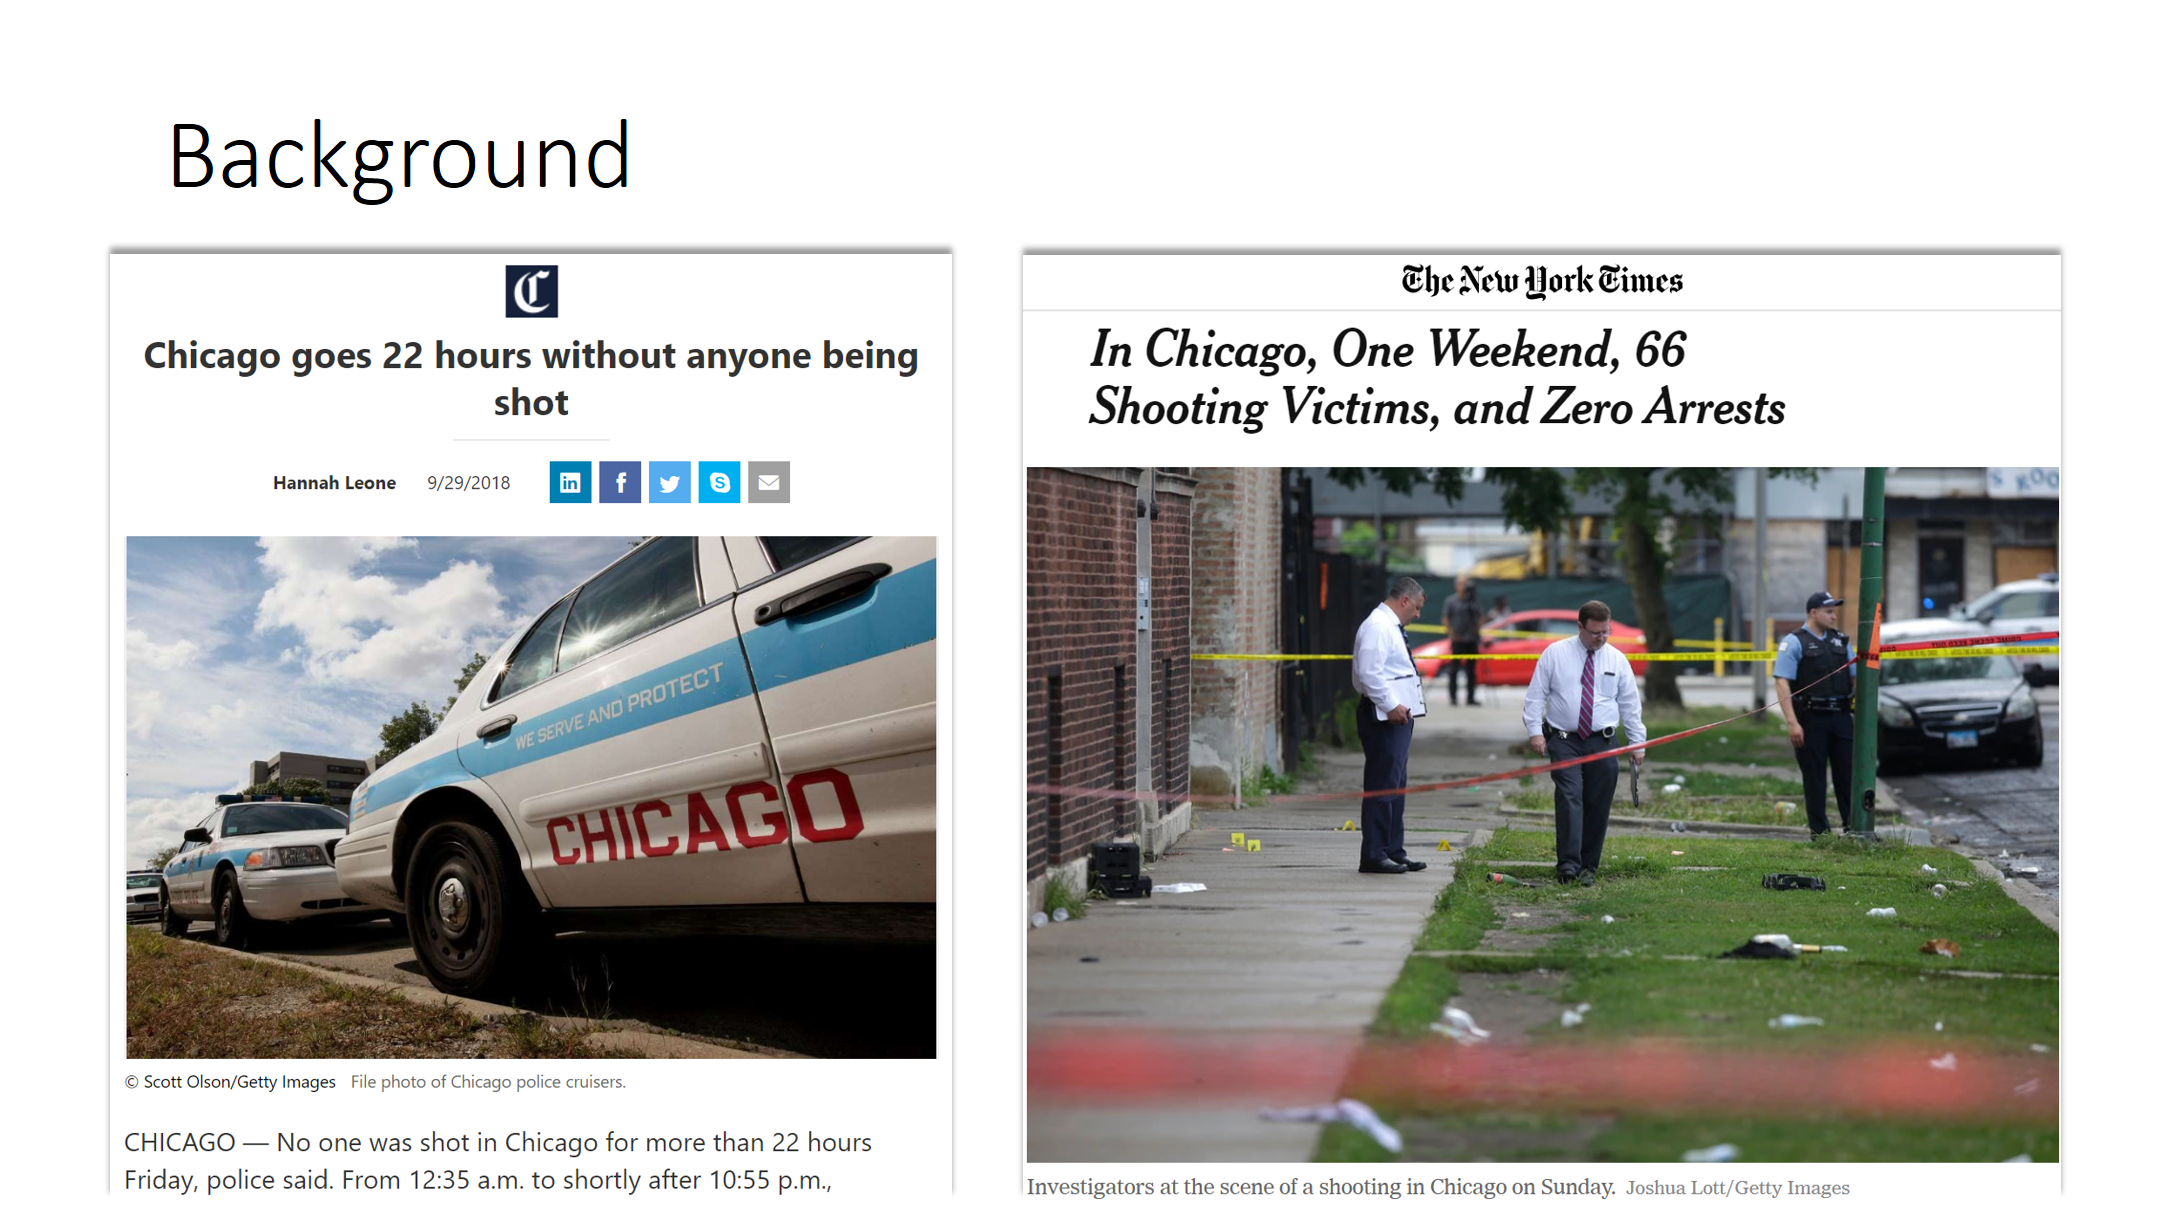 Background
C
Chicago goes 22 hours without anyone being
shot
Hannah Leone 9/29/2018 in f S
WE SERVE AND PROTECT
CHICAGO
© Scott Olson/Getty Images File photo of Chicago police cruisers.
CHICAGO — No one was shot in Chicago for more than 22 hours
Friday, police said. From 12:35 a.m. to shortly after 10:55 p.m.,
The New York Times
In Chicago, One Weekend, 66
Shooting Victims, and Zero Arrests
Investigators at the scene of a shooting in Chicago on Sunday. Joshua Lott/Getty Images